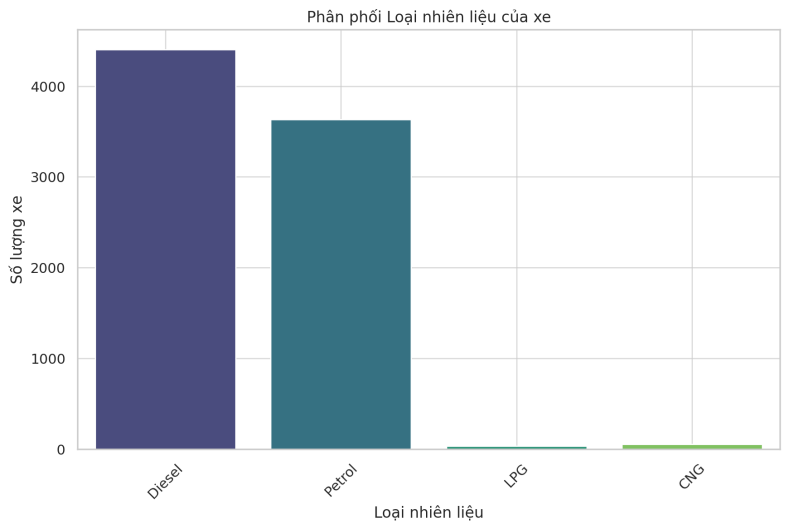 Phân phối Loại nhiên liệu của xe
Số lượng xe
4000
3000
2000
1000
0
Diesel
Petrol
LPG
CNG
Loại nhiên liệu